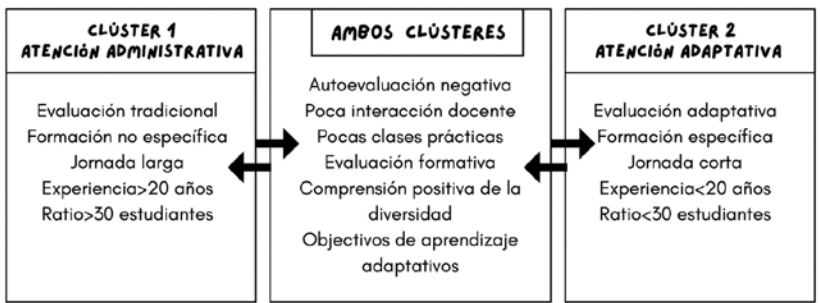 CLÚSTER 1
ATENCIÓN ADMINISTRATIVA
Evaluación tradicional
Formación no específica
Jornada larga
Experiencia>20 años
Ratio>30 estudiantes
AMBOS CLÚSTERES
Autoevaluación negativa
Poca interacción docente
Pocas clases prácticas
Evaluación formativa
Comprensión positiva de la
diversidad
Objectivos de aprendizaje
adaptativos
CLÚSTER 2
ATENCIÓN ADAPTATIVA
Evaluación adaptativa
Formación específica
Jornada corta
Experiencia<20 años
Ratio<30 estudiantes